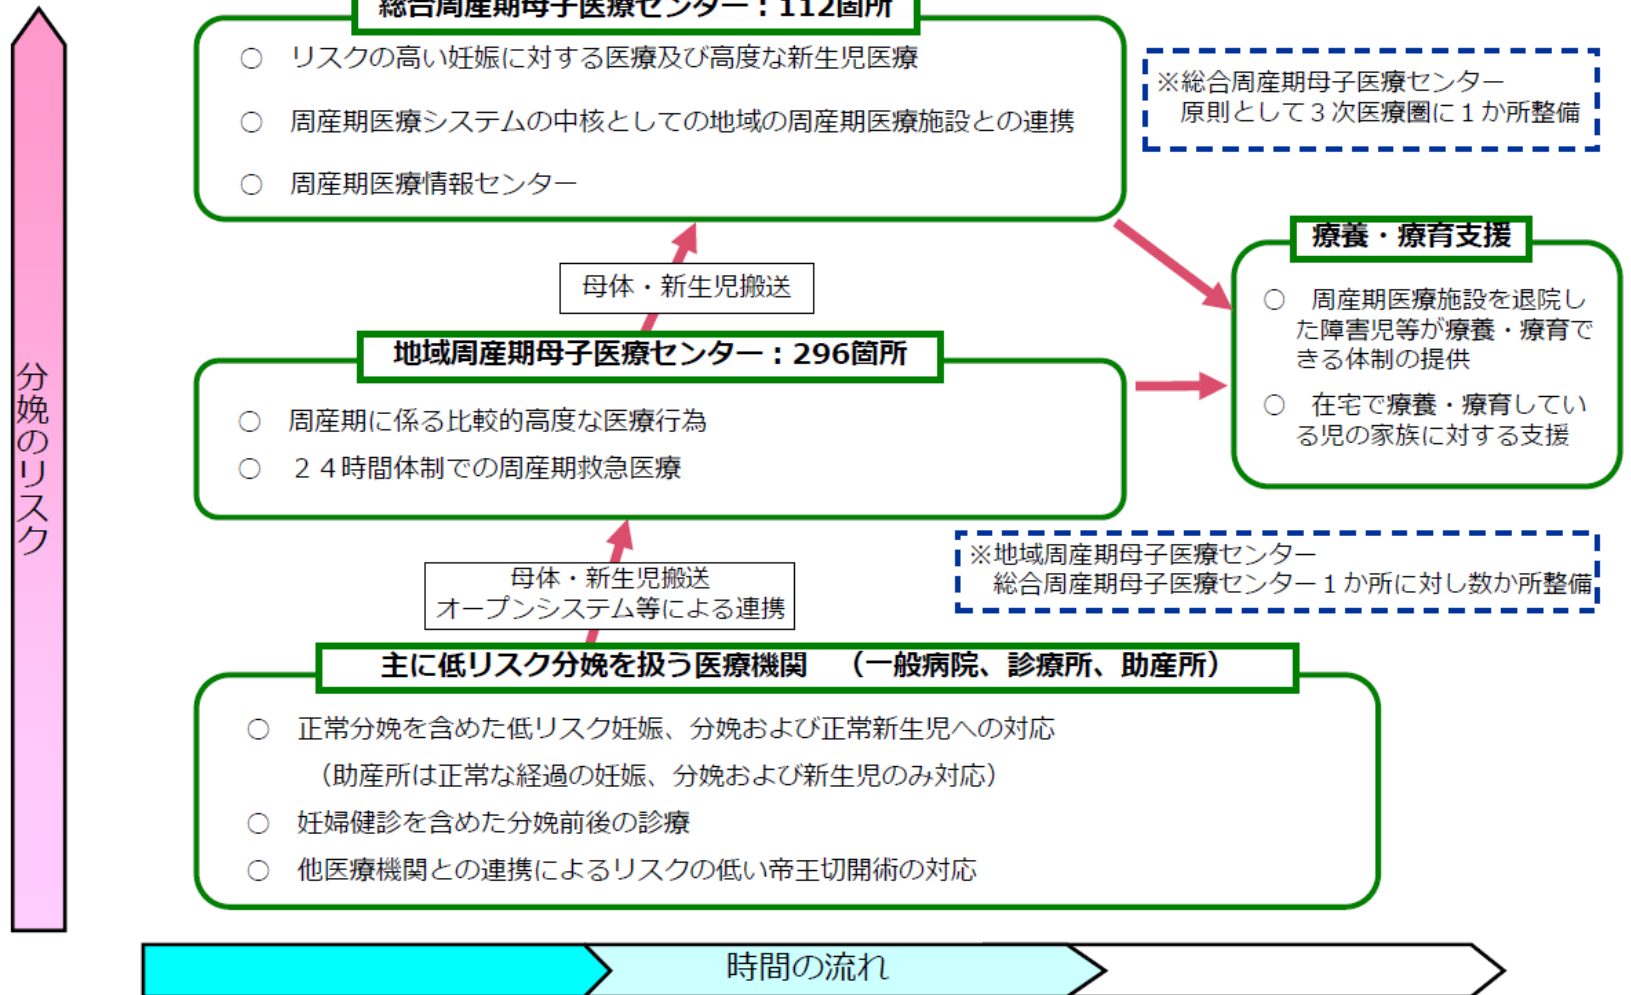 総合周産期母子医療センター：112箇所
○　リスクの高い妊娠に対する医療及び高度な新生児医療
○　周産期医療システムの中核としての地域の周産期医療施設との連携
○　周産期医療情報センター
※総合周産期母子医療センター
原則として３次医療圏に１か所整備
母体・新生児搬送
療養・療育支援
○　周産期医療施設を退院し
た障害児等が療養・療育で
きる体制の提供
○　在宅で療養・療育してい
る児の家族に対する支援
地域周産期母子医療センター：296箇所
○　周産期に係る比較的高度な医療行為
○　２４時間体制での周産期救急医療
※地域周産期母子医療センター
総合周産期母子医療センター１か所に対し数か所整備
母体・新生児搬送
オープンシステム等による連携
主に低リスク分娩を扱う医療機関　（一般病院、診療所、助産所）
○　正常分娩を含めた低リスク妊娠、分娩および正常新生児への対応
（助産所は正常な経過の妊娠、分娩および新生児のみ対応）
○　妊婦健診を含めた分娩前後の診療
○　他医療機関との連携によるリスクの低い帝王切開術の対応
分娩のリスク
時間の流れ